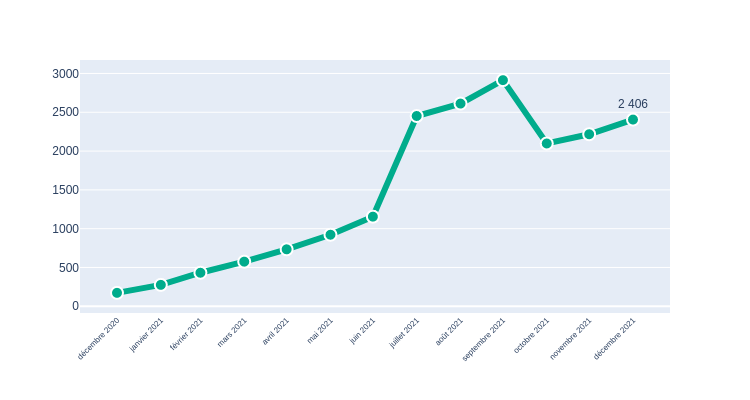 3000
2500
2000
1500
1000
500
0
2 406
décembre 2020
janvier 2021
février 2021
mars 2021
avril 2021
mai 2021
juin 2021
juillet 2021
août 2021
septembre 2021
octobre 2021
novembre 2021
décembre 2021